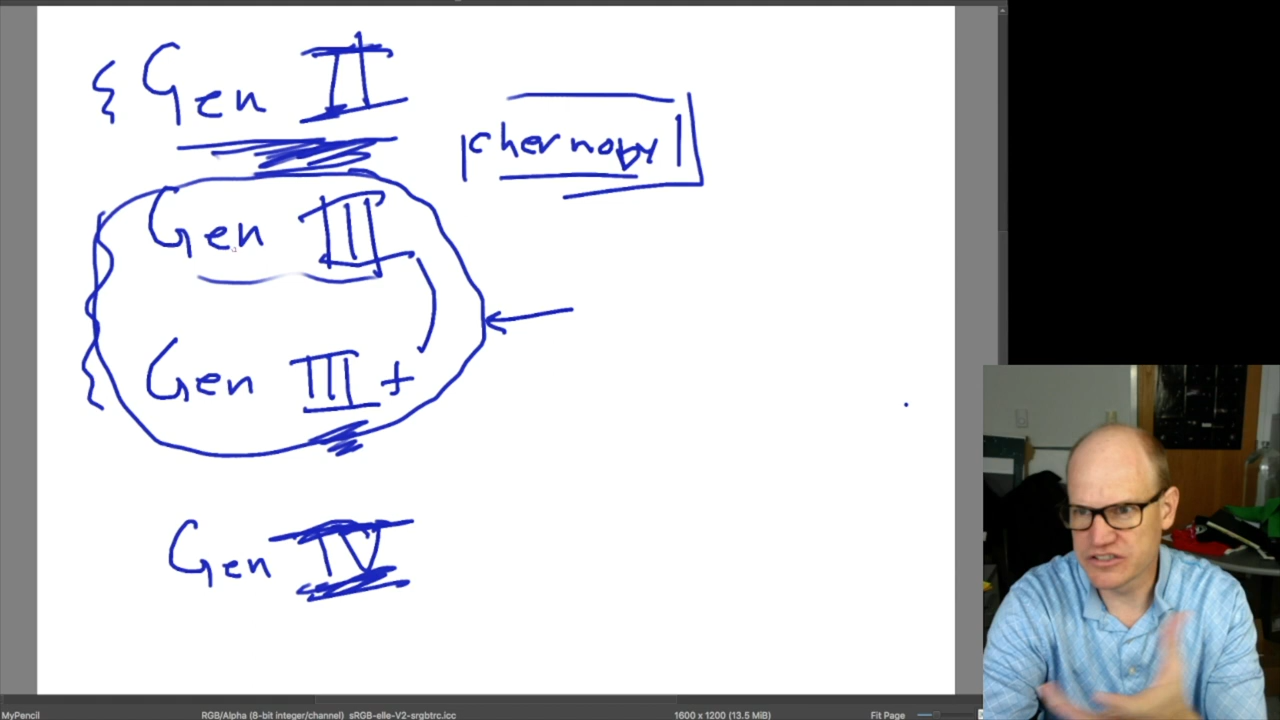 Gen II
chernoby
Gen III
Gen III+
Gen IV
MyPencil
RGB/Alpha (8-bit integer/channel) sRGB-elle-V2-srgbtrc.icc
1600 x 1200 (13.5 MiB)
Fit Page